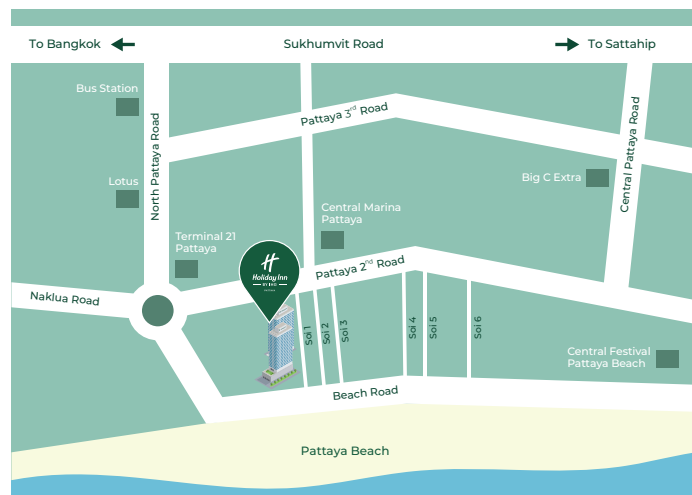 To Bangkok
Sukhumvit Road
To Sattahip
Bus Station
Pattaya 3rd Road
North Pattaya Road
Central Pattaya Road
Lotus
Big C Extra
Central Marina
Pattaya
Terminal 21
Pattaya
H
Holiday Inn
BY IHG
Pattaya 2nd Road
Naklua Road
Soi 1
Soi 2
Soi 3
Soi 4
Soi 5
Soi 6
Central Festival
Pattaya Beach
Beach Road
Pattaya Beach